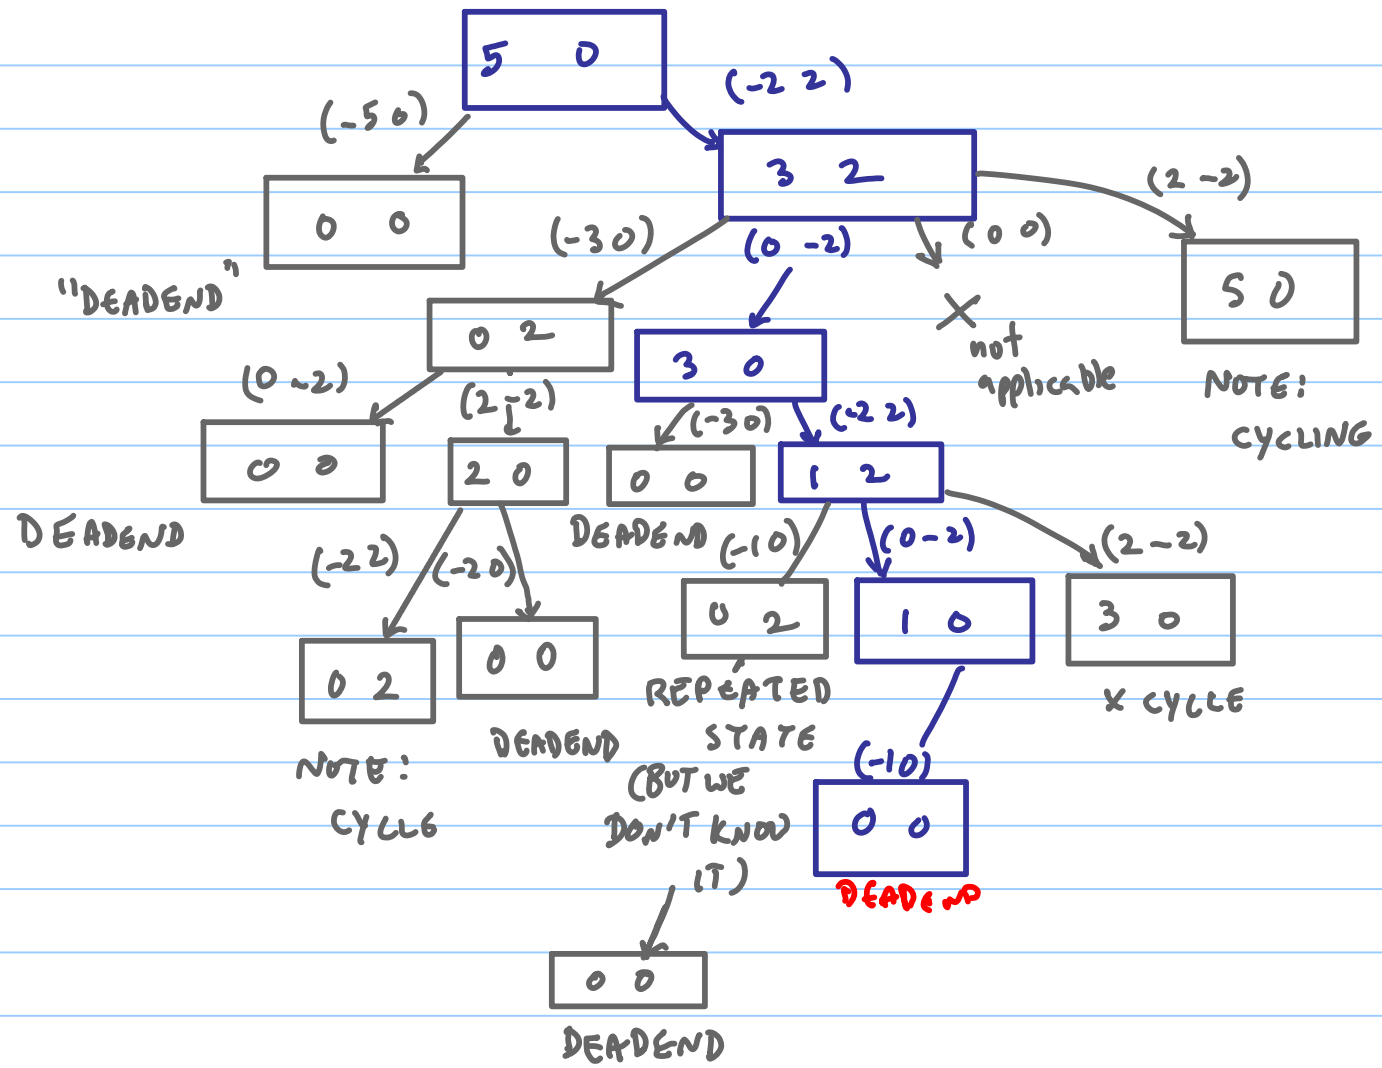 5 0
(-2 2)
(-5 0)
3 2
(2 -2)
0 0
(-3 0)
(0 -2)
(0 0)
"DEADEND"
5 0
0 2
3 0
not
applicable
NOTE:
CYCLING
(0 -2)
(2 -2)
(-3 0)
(-2 2)
0 0
2 0
0 0
1 2
DEADEND
DEADEND
(-2 2)
(-2 0)
(-1 0)
(0 -2)
(2 -2)
0 2
0 0
0 2
1 0
3 0
NOTE:
CYCLE
DEADEND
REPEATED
STATE
(BUT WE
DON'T KNOW
IT)
X CYCLE
(-1 0)
0 0
DEADEND
0 0
DEADEND